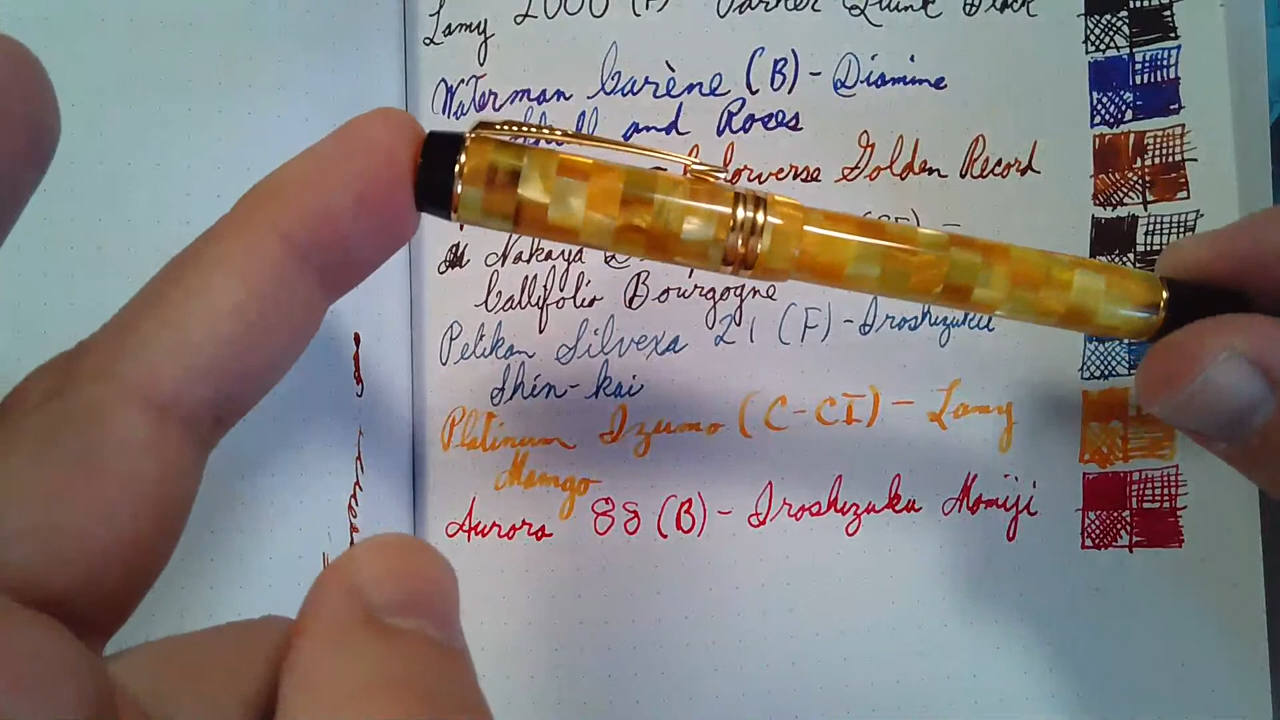 Lamy 2000 (F) - Parker Quink Black
Waterman Carène (B) - Diamine
and Roses
Golden Record
Nakaya
Callifolio Bourgogne
Pelikan Silvexa 21 (F) - Iroshizuku
Shin-kai
Platinum Izumo (C-CI) - Lamy
Mango
Aurora 88 (B) - Iroshizuku Momiji